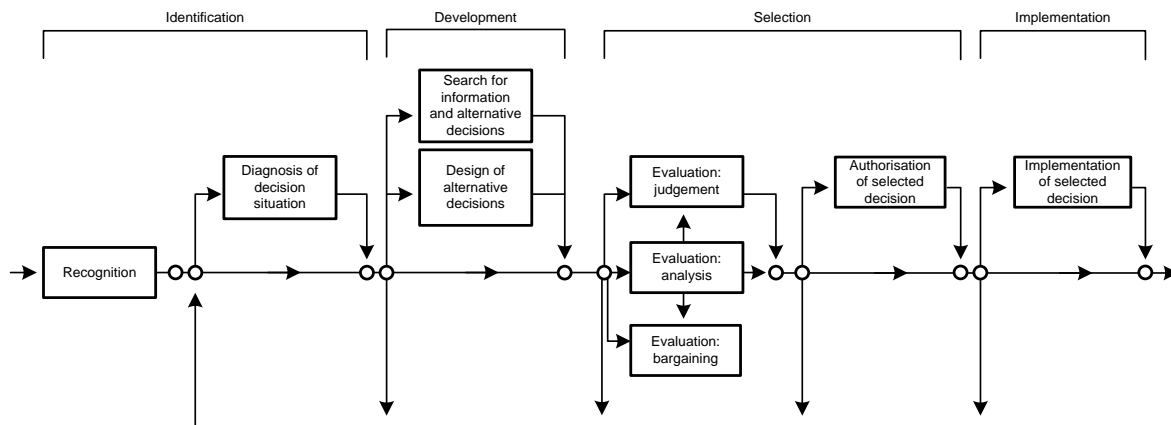 Identification
Development
Selection
Implementation
Search for
information
and alternative
decisions
Diagnosis of
decision
situation
Design of
alternative
decisions
Evaluation:
judgement
Authorisation
of selected
decision
Implementation
of selected
decision
Recognition
Evaluation:
analysis
Evaluation:
bargaining